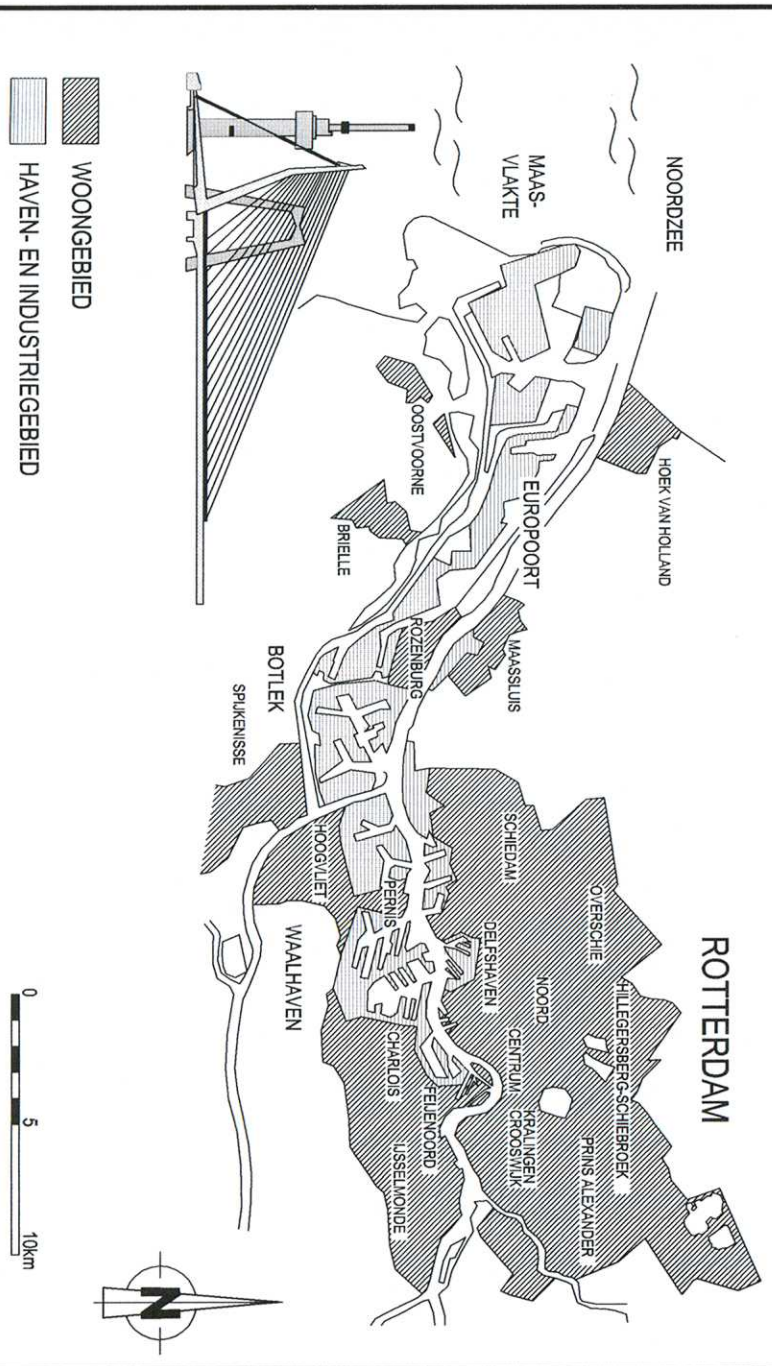 ROTTERDAM
NOORDZEE
MAAS-
VLAKTE
HOEK VAN HOLLAND
EUROPOORT
OOSTVOORNE
BRIELLE
MAASSLUIS
ROZENBURG
BOTLEK
SPIJKENISSE
HOOGVLIET
PERNIS
WAALHAVEN
SCHIEDAM
OVERSCHIE
DELFSHAVEN
NOORD
HILLEGERSBERG-SCHIEBROEK
CENTRUM
KRALINGEN
CROOSWIJK
PRINS ALEXANDER
CHARLOIS
FEIJENOORD
IJSSELMONDE
WOONGEBIED
HAVEN- EN INDUSTRIEGEBIED
0 5 10km
N